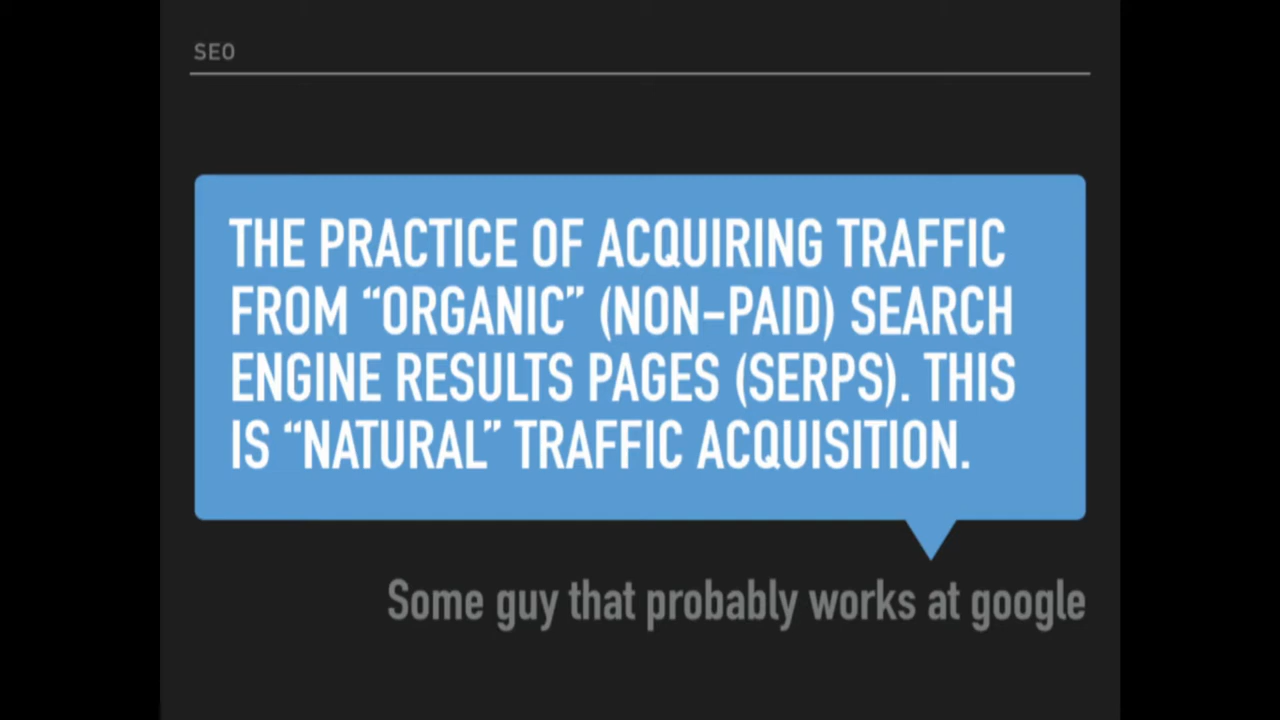 SEO
THE PRACTICE OF ACQUIRING TRAFFIC
FROM “ORGANIC” (NON-PAID) SEARCH
ENGINE RESULTS PAGES (SERPS). THIS
IS “NATURAL” TRAFFIC ACQUISITION.
Some guy that probably works at google